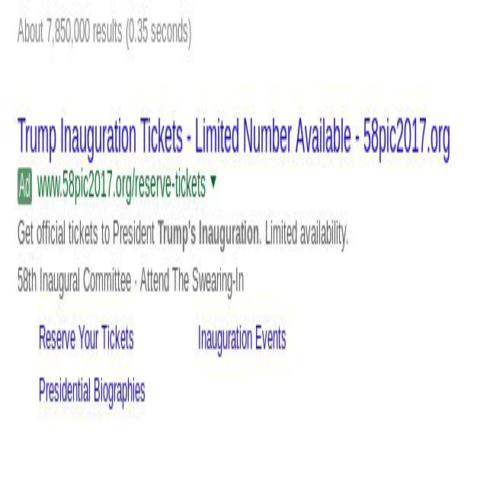 About 7,850,000 results (0.35 seconds)
Trump Inauguration Tickets - Limited Number Available - 58pic2017.org
Ad www.58pic2017.org/reserve-tickets ▼
Get official tickets to President Trump's Inauguration. Limited availability.
58th Inaugural Committee · Attend The Swearing-In
Reserve Your Tickets Inauguration Events
Presidential Biographies